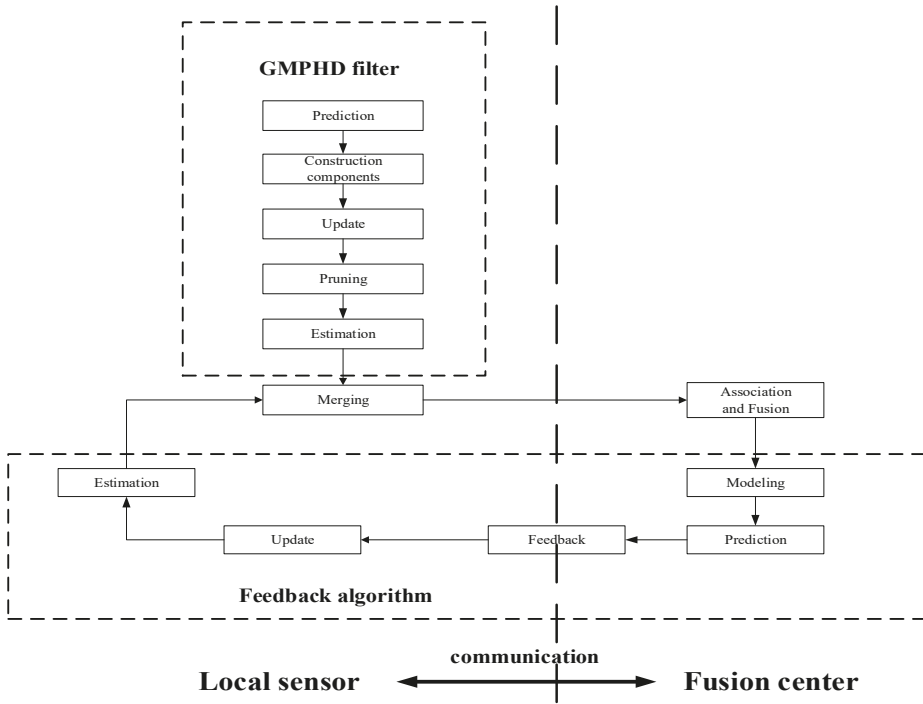 GMPHD filter
Prediction
Construction
components
Update
Pruning
Estimation
Merging
Association
and Fusion
Estimation
Modeling
Update
Feedback
Prediction
Feedback algorithm
communication
Local sensor
Fusion center